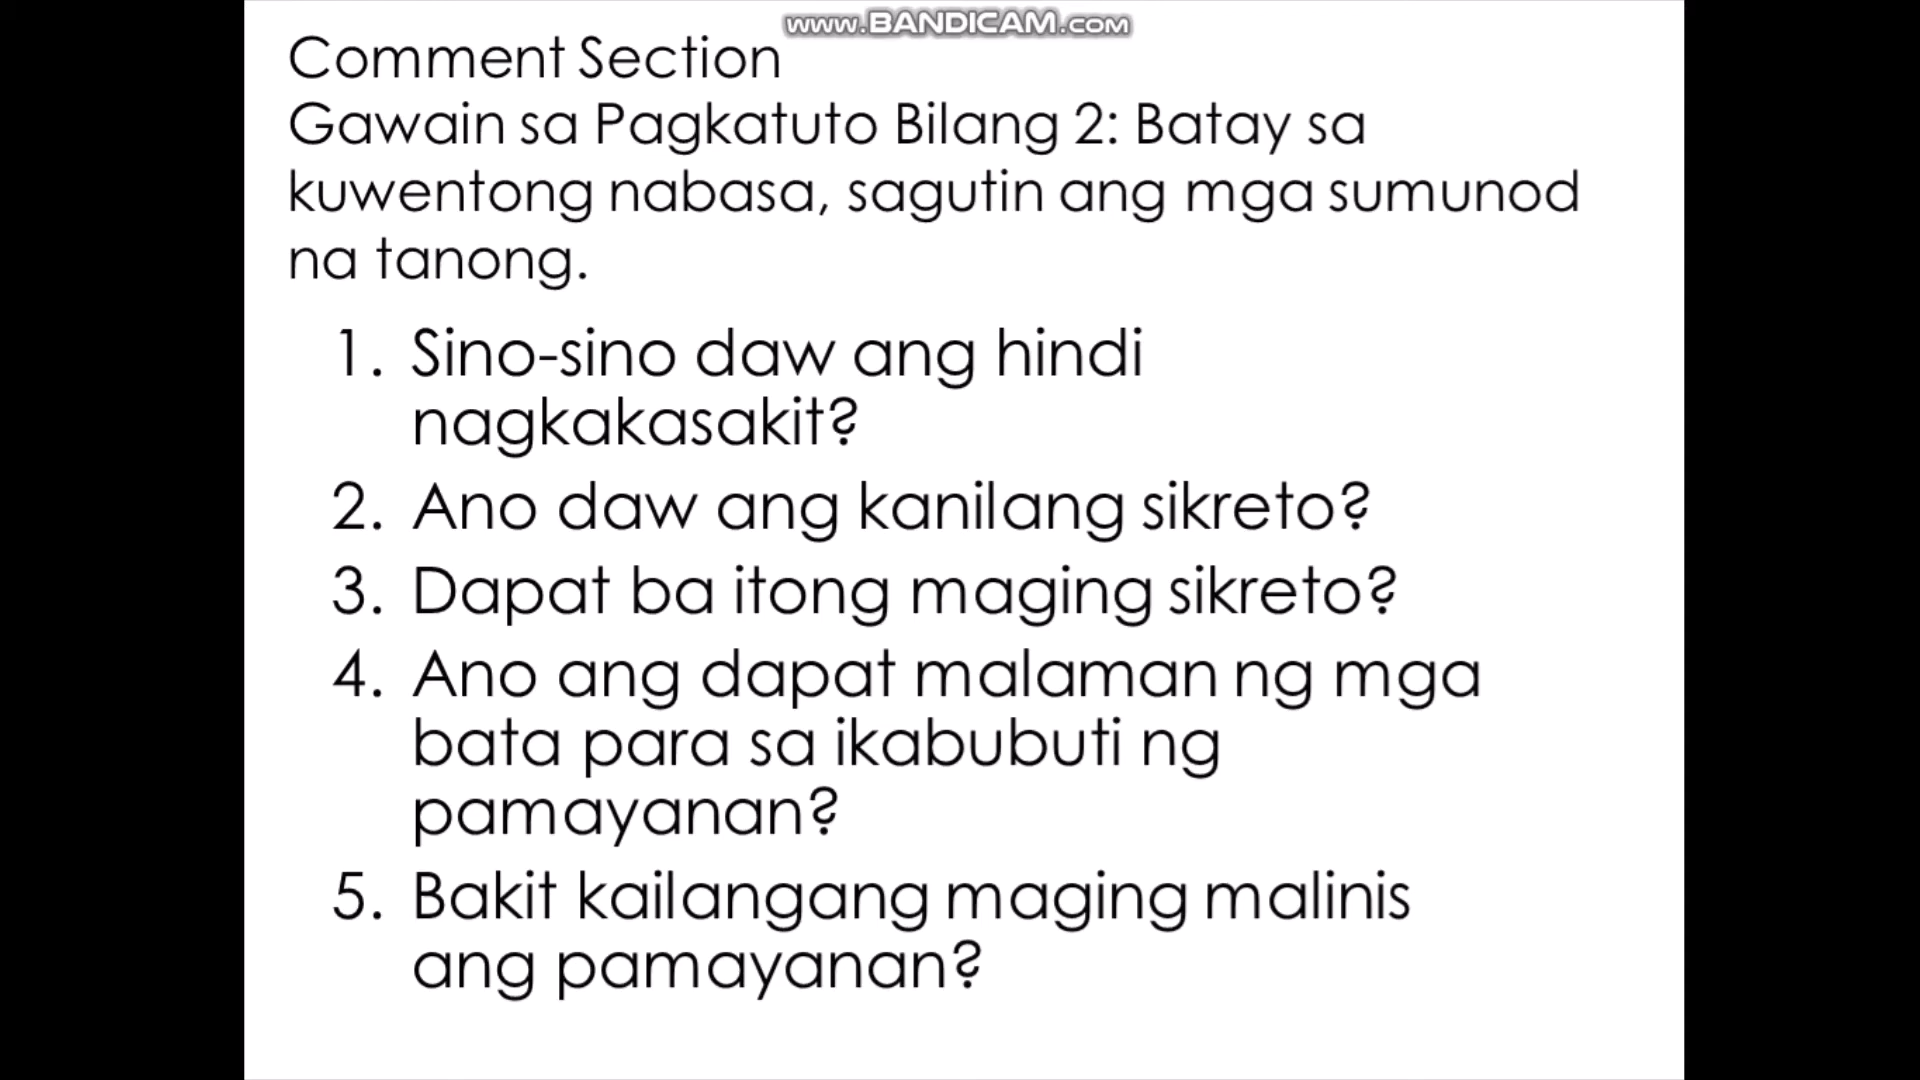 www.BANDICAM.com
Comment Section
Gawain sa Pagkatuto Bilang 2: Batay sa
kuwentong nabasa, sagutin ang mga sumunod
na tanong.
1. Sino-sino daw ang hindi
nagkakasakit?
2. Ano daw ang kanilang sikreto?
3. Dapat ba itong maging sikreto?
4. Ano ang dapat malaman ng mga
bata para sa ikabubuti ng
pamayanan?
5. Bakit kailangang maging malinis
ang pamayanan?